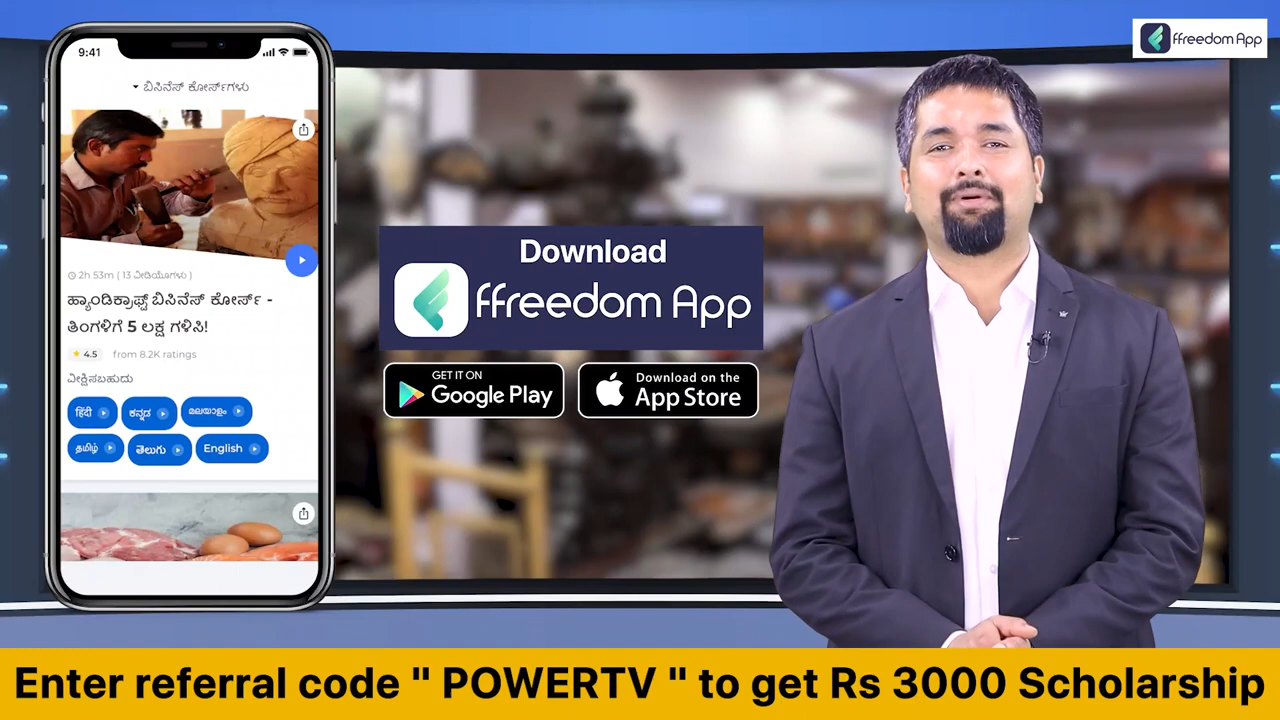 ffreedom App
9:41
ಬಿಸಿನೆಸ್ ಕೋರ್ಸ್‌ಗಳು
2h 53m ( 13 ವೀಡಿಯೊಗಳು )
ಹ್ಯಾಂಡಿಕ್ರಾಫ್ಟ್ ಬಿಸಿನೆಸ್ ಕೋರ್ಸ್ -
ತಿಂಗಳಿಗೆ 5 ಲಕ್ಷ ಗಳಿಸಿ!
4.5 from 8.2K ratings
ವೀಕ್ಷಿಸಬಹುದು
हिंदी ಕನ್ನಡ മലയാളം
தமிழ் తెలుగు English
Download
ffreedom App
GET IT ON
Google Play
Download on the
App Store
Enter referral code " POWERTV " to get Rs 3000 Scholarship